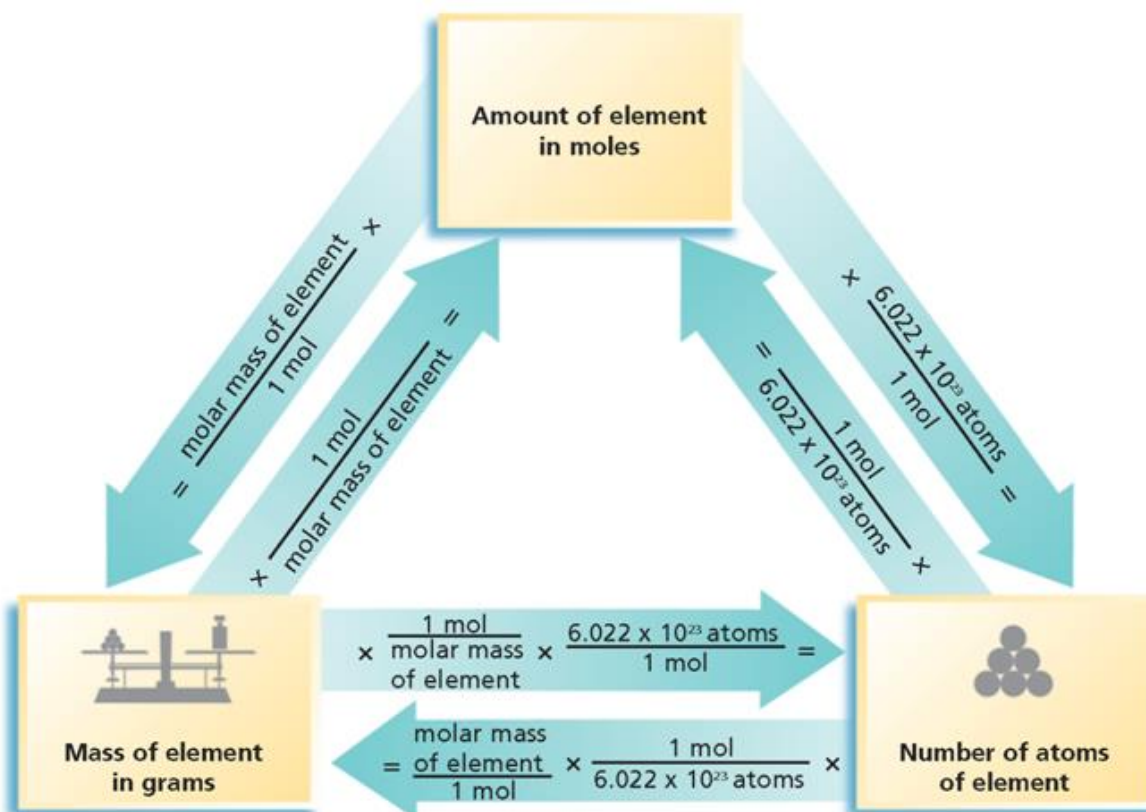 Amount of element
in moles
= molar mass of element / 1 mol ×
× 1 mol / molar mass of element =
× 6.022 x 10²³ atoms / 1 mol =
= 1 mol / 6.022 x 10²³ atoms ×
× 1 mol / molar mass of element × 6.022 x 10²³ atoms / 1 mol =
= molar mass of element / 1 mol × 1 mol / 6.022 x 10²³ atoms ×
Mass of element
in grams
Number of atoms
of element